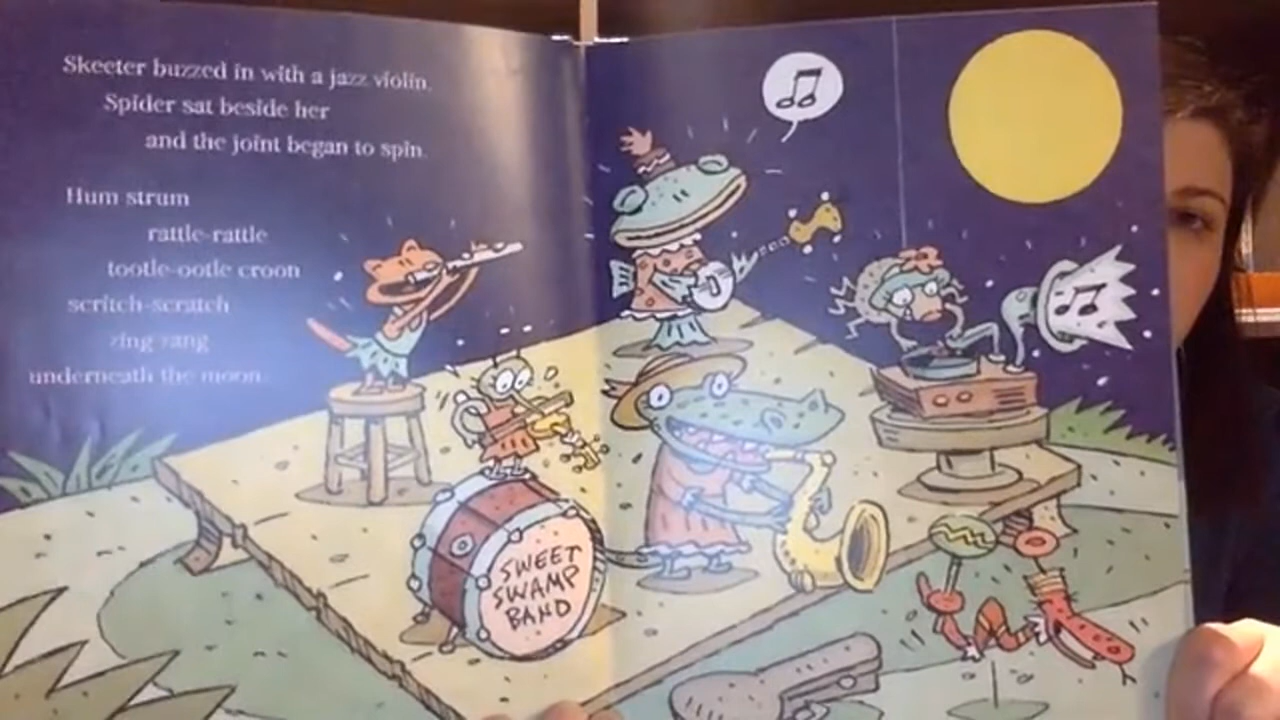 Skeeter buzzed in with a jazz violin.
Spider sat beside her
and the joint began to spin.
Hum strum
rattle-rattle
tootle-ootle croon
scritch-scratch
zing-zang
underneath the moon.
SWEET
SWAMP
BAND